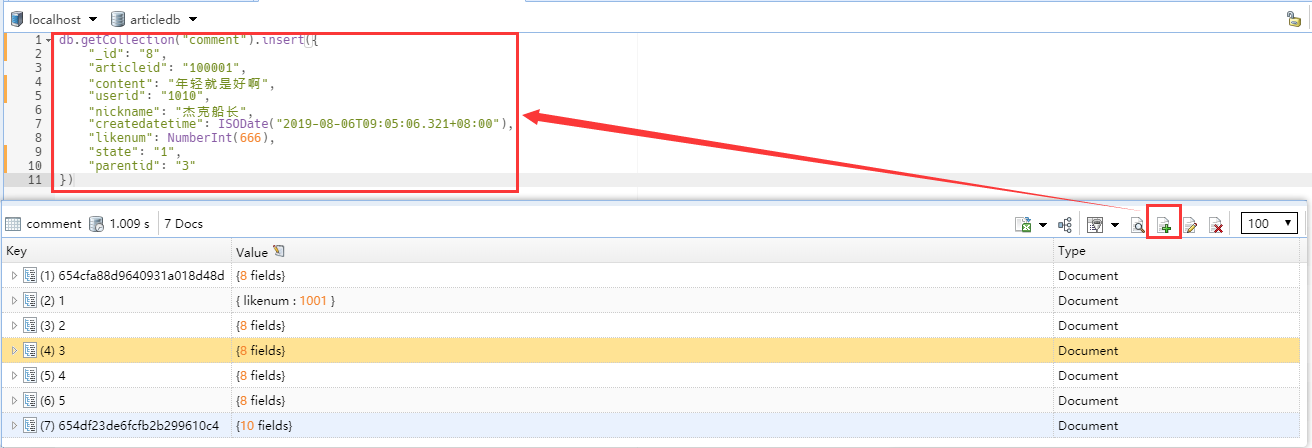 localhost articledb
1 db.getCollection("comment").insert({
2 "_id": "8",
3 "articleid": "100001",
4 "content": "年轻就是好啊",
5 "userid": "1010",
6 "nickname": "杰克船长",
7 "createdatetime": ISODate("2019-08-06T09:05:06.321+08:00"),
8 "likenum": NumberInt(666),
9 "state": "1",
10 "parentid": "3"
11 })
comment 1.009 s 7 Docs 100
Key Value Type
(1) 654cfa88d9640931a018d48d {8 fields} Document
(2) 1 { likenum : 1001 } Document
(3) 2 {8 fields} Document
(4) 3 {8 fields} Document
(5) 4 {8 fields} Document
(6) 5 {8 fields} Document
(7) 654df23de6fcfb2b299610c4 {10 fields} Document